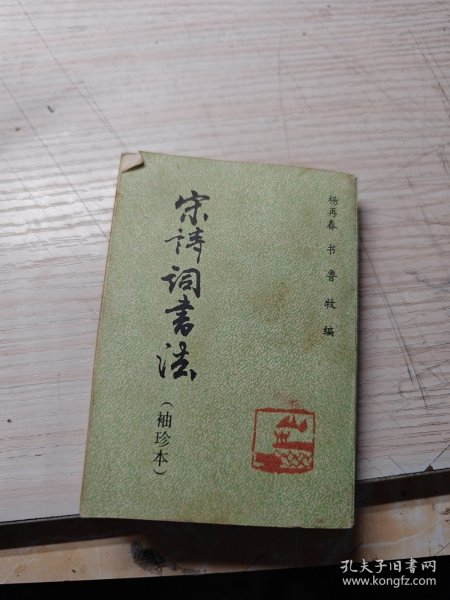 杨再春 书 鲁牧 编
宋诗词书法
(袖珍本)
孔夫子旧书网
www.kongfz.com